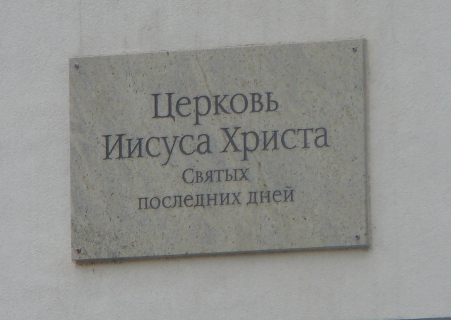 Церковь
Иисуса Христа
Святых
последних дней